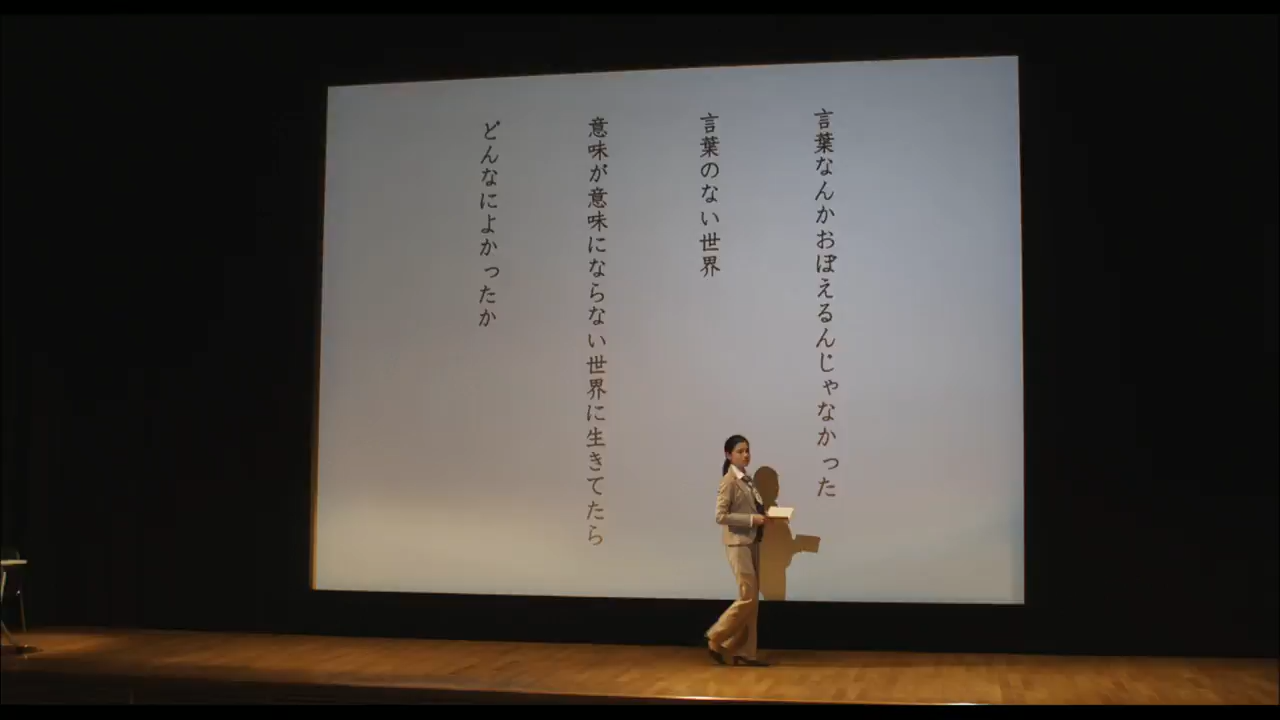 言葉なんかおぼえるんじゃなかった
言葉のない世界
意味が意味にならない世界に生きてたら
どんなによかったか